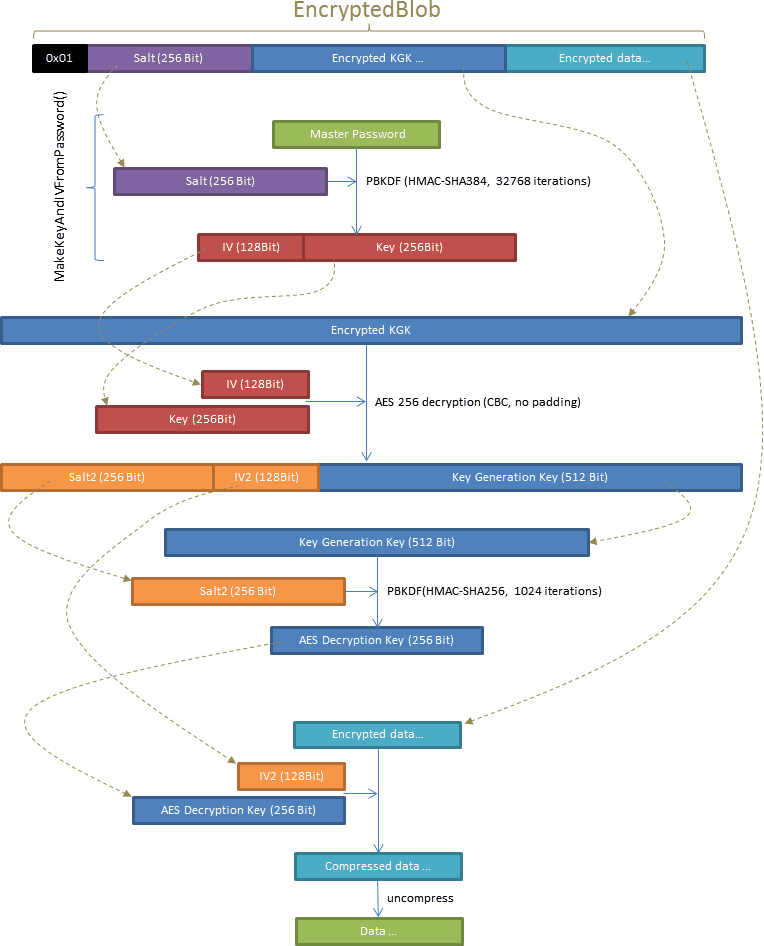 EncryptedBlob
0x01
Salt (256 Bit)
Encrypted KGK ...
Encrypted data...
MakeKeyAndIVFromPassword()
Master Password
Salt (256 Bit)
PBKDF (HMAC-SHA384, 32768 iterations)
IV (128Bit)
Key (256Bit)
Encrypted KGK
IV (128Bit)
AES 256 decryption (CBC, no padding)
Key (256Bit)
Salt2 (256 Bit)
IV2 (128Bit)
Key Generation Key (512 Bit)
Key Generation Key (512 Bit)
Salt2 (256 Bit)
PBKDF(HMAC-SHA256, 1024 iterations)
AES Decryption Key (256 Bit)
Encrypted data...
IV2 (128Bit)
AES Decryption Key (256 Bit)
Compressed data ...
uncompress
Data ...